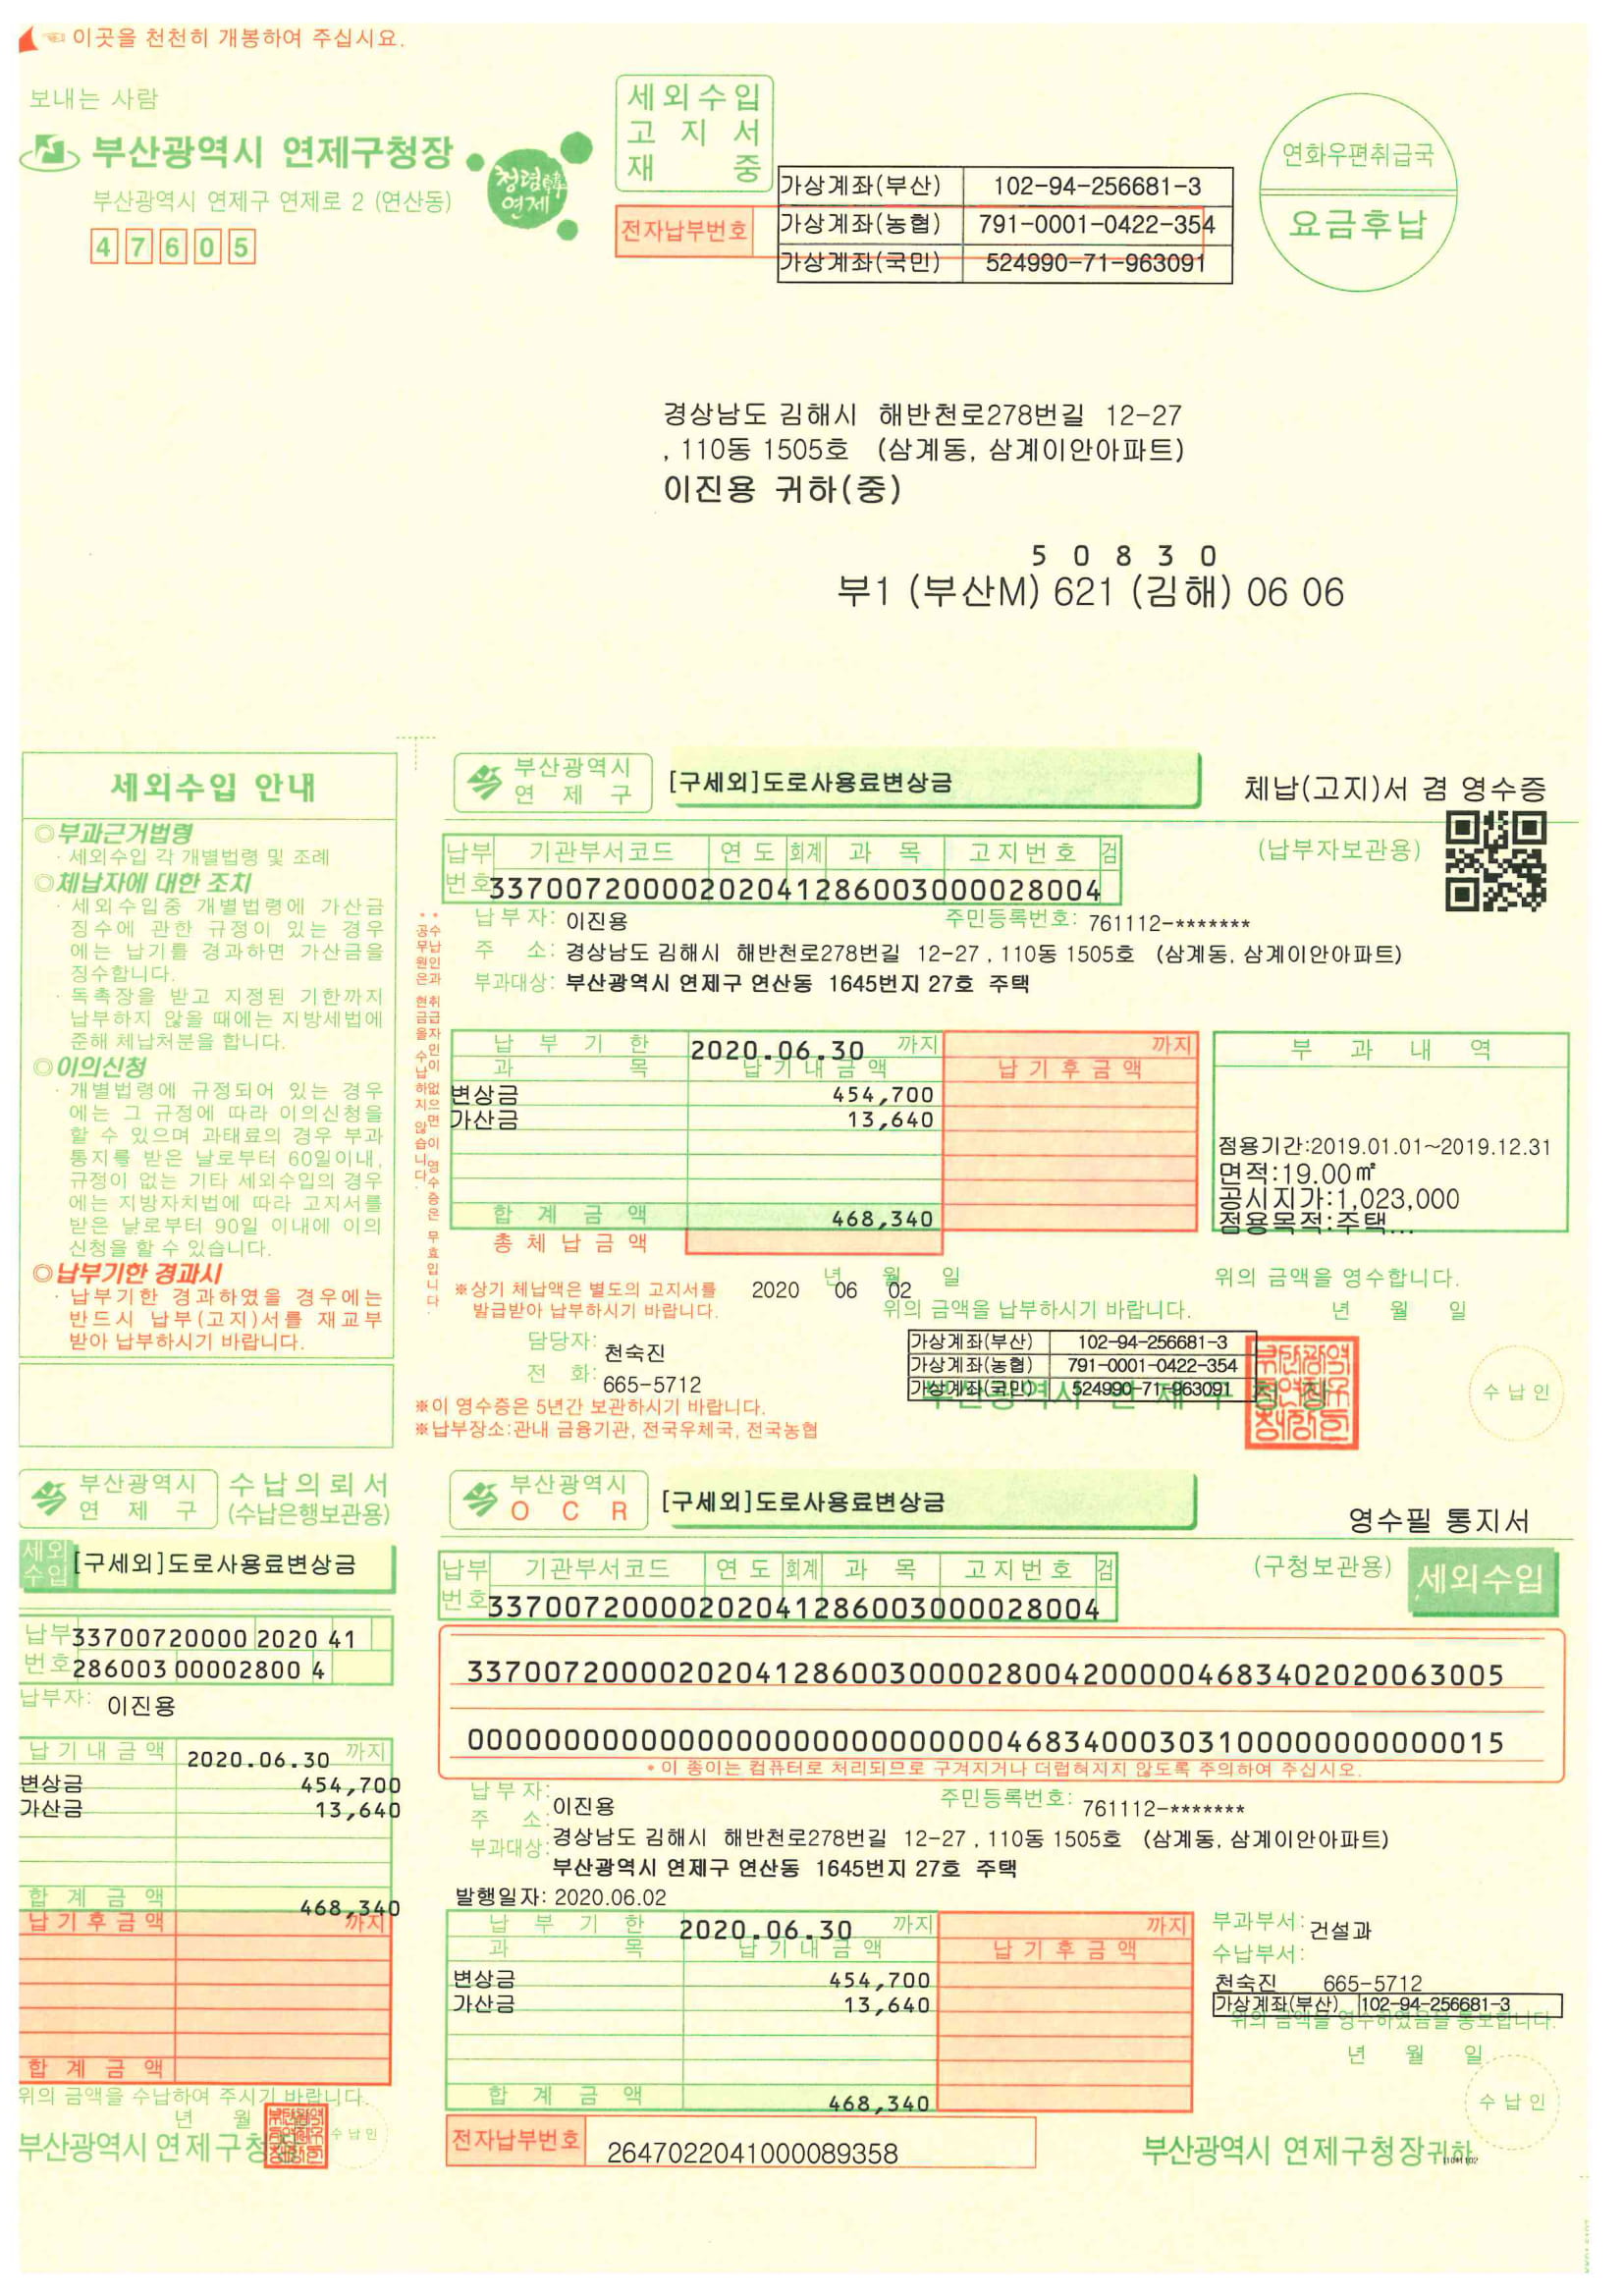 이곳을 천천히 개봉하여 주십시요.
보내는 사람
부산광역시 연제구청장
부산광역시 연제구 연제로 2 (연산동)
4 7 6 0 5
청렴
연제
세외수입
고 지 서
재 중
전자납부번호
가상계좌(부산) 102-94-256681-3
가상계좌(농협) 791-0001-0422-354
가상계좌(국민) 524990-71-963091
연화우편취급국
요금후납
경상남도 김해시 해반천로278번길 12-27
, 110동 1505호 (삼계동, 삼계이안아파트)
이진용 귀하(중)
5 0 8 3 0
부1 (부산M) 621 (김해) 06 06
세외수입 안내
◎부과근거법령
· 세외수입 각 개별법령 및 조례
◎체납자에 대한 조치
· 세외수입중 개별법령에 가산금
징수에 관한 규정이 있는 경우
에는 납기를 경과하면 가산금을
징수합니다.
· 독촉장을 받고 지정된 기한까지
납부하지 않을 때에는 지방세법에
준해 체납처분을 합니다.
◎이의신청
· 개별법령에 규정되어 있는 경우
에는 그 규정에 따라 이의신청을
할 수 있으며 과태료의 경우 부과
통지를 받은 날로부터 60일이내,
규정이 없는 기타 세외수입의 경우
에는 지방자치법에 따라 고지서를
받은 날로부터 90일 이내에 이의
신청을 할 수 있습니다.
◎납부기한 경과시
· 납부기한 경과하였을 경우에는
반드시 납부(고지)서를 재교부
받아 납부하시기 바랍니다.
*수납인과 취급자인이 없으면 이 영수증은 무효입니다.
*공무원은 현금을 수납하지 않습니다.
부산광역시
연 제 구
[구세외]도로사용료변상금
체납(고지)서 겸 영수증
(납부자보관용)
납부 기관부서코드 연 도 회계 과 목 고지번호 검
번호 33700720000202041286003000028004
납 부 자: 이진용 주민등록번호: 761112-*******
주 소: 경상남도 김해시 해반천로278번길 12-27 , 110동 1505호 (삼계동, 삼계이안아파트)
부과대상: 부산광역시 연제구 연산동 1645번지 27호 주택
납 부 기 한 2020.06.30 까지 까지
과 목 납 기 내 금 액 납 기 후 금 액
변상금 454,700
가산금 13,640
합 계 금 액 468,340
총 체 납 금 액
부 과 내 역
점용기간:2019.01.01~2019.12.31
면적:19.00㎡
공시지가:1,023,000
점용목적:주택...
※상기 체납액은 별도의 고지서를
발급받아 납부하시기 바랍니다.
2020 년 06 월 02 일
위의 금액을 납부하시기 바랍니다.
위의 금액을 영수합니다.
년 월 일
담당자: 천숙진
전 화: 665-5712
가상계좌(부산) 102-94-256681-3
가상계좌(농협) 791-0001-0422-354
가상계좌(국민) 524990-71-963091
부산광역시 연 제 구 청 장
수 납 인
※이 영수증은 5년간 보관하시기 바랍니다.
※납부장소:관내 금융기관, 전국우체국, 전국농협
부산광역시
연 제 구
수 납 의 뢰 서
(수납은행보관용)
세외
수입
[구세외]도로사용료변상금
납부 33700720000 2020 41
번호 286003 00002800 4
납부자: 이진용
납 기 내 금 액 2020.06.30 까지
변상금 454,700
가산금 13,640
합 계 금 액 468,340
납 기 후 금 액 까지
합 계 금 액
위의 금액을 수납하여 주시기 바랍니다.
년 월
부산광역시 연제구청
수 납 인
부산광역시
O C R
[구세외]도로사용료변상금
영수필 통지서
(구청보관용)
세외수입
납부 기관부서코드 연 도 회계 과 목 고지번호 검
번호 33700720000202041286003000028004
337007200002020412860030000280042000004683402020063005
000000000000000000000000000046834000303100000000000015
* 이 종이는 컴퓨터로 처리되므로 구겨지거나 더럽혀지지 않도록 주의하여 주십시오.
납 부 자: 이진용 주민등록번호: 761112-*******
주 소: 경상남도 김해시 해반천로278번길 12-27 , 110동 1505호 (삼계동, 삼계이안아파트)
부과대상: 부산광역시 연제구 연산동 1645번지 27호 주택
발행일자: 2020.06.02
납 부 기 한 2020.06.30 까지 까지
과 목 납 기 내 금 액 납 기 후 금 액
변상금 454,700
가산금 13,640
합 계 금 액 468,340
부과부서: 건설과
수납부서:
천숙진 665-5712
가상계좌(부산) 102-94-256681-3
위의 금액을 영수하였음을 통보합니다.
년 월 일
수 납 인
전자납부번호 2647022041000089358
부산광역시 연제구청장귀하